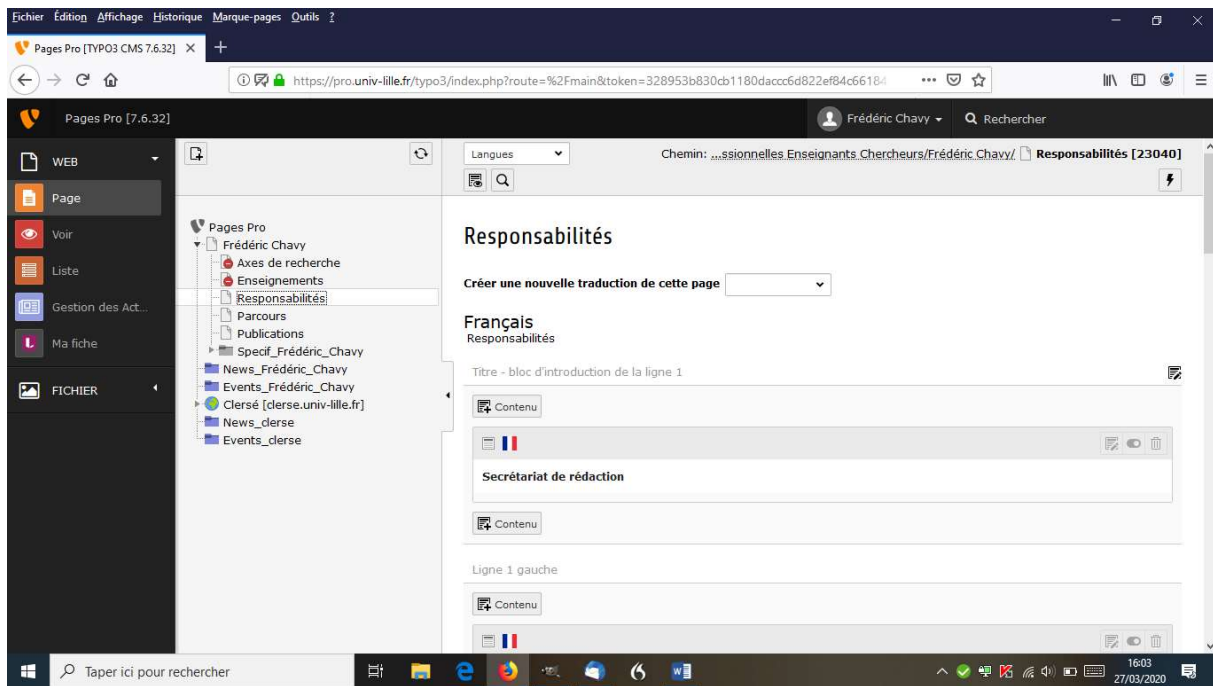 Fichier Édition Affichage Historique Marque-pages Outils ?
Pages Pro [TYPO3 CMS 7.6.32]
https://pro.univ-lille.fr/typo3/index.php?route=%2Fmain&token=328953b830cb1180daccc6d822ef84c66184
Pages Pro [7.6.32]
Frédéric Chavy
Rechercher
WEB
Page
Voir
Liste
Gestion des Act...
Ma fiche
FICHIER
Pages Pro
Frédéric Chavy
Axes de recherche
Enseignements
Responsabilités
Parcours
Publications
Specif_Frédéric_Chavy
News_Frédéric_Chavy
Events_Frédéric_Chavy
Clersé [clerse.univ-lille.fr]
News_clerse
Events_clerse
Langues
Chemin: ...ssionnelles Enseignants Chercheurs/Frédéric Chavy/ Responsabilités [23040]
Responsabilités
Créer une nouvelle traduction de cette page
Français
Responsabilités
Titre - bloc d'introduction de la ligne 1
Contenu
Secrétariat de rédaction
Contenu
Ligne 1 gauche
Contenu
Taper ici pour rechercher
16:03
27/03/2020